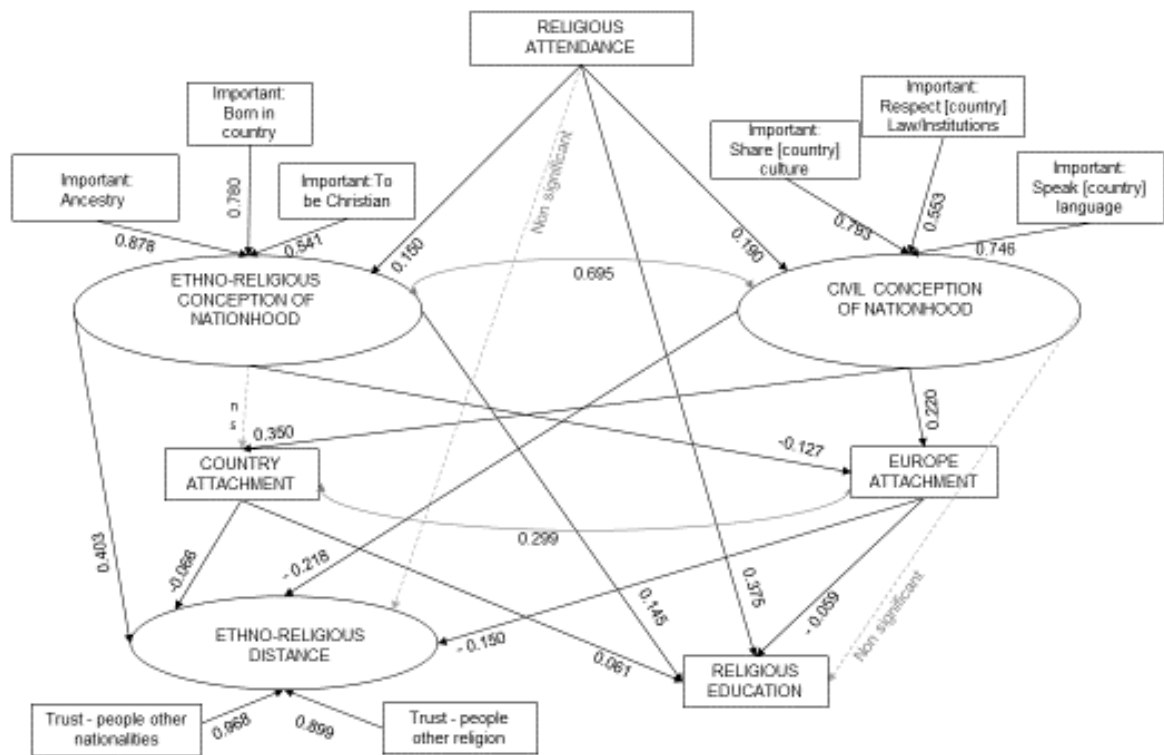 RELIGIOUS
ATTENDANCE
Important:
Born in
country
Important:
Respect [country]
Law/Institutions
Important:
Share [country]
culture
Important:
Ancestry
Important:To
be Christian
Important:
Speak [country]
language
Non significant
0.780
0.878
0.541
0.150
0.190
0.793
0.553
0.746
0.695
ETHNO-RELIGIOUS
CONCEPTION OF
NATIONHOOD
CIVIL CONCEPTION
OF NATIONHOOD
n
s
0.350
-0.127
0.220
COUNTRY
ATTACHMENT
EUROPE
ATTACHMENT
0.299
0.403
-0.066
- 0.218
0.145
0.375
- 0.059
Non significant
- 0.150
0.061
ETHNO-RELIGIOUS
DISTANCE
RELIGIOUS
EDUCATION
Trust - people other
nationalities
0.968
0.899
Trust - people
other religion